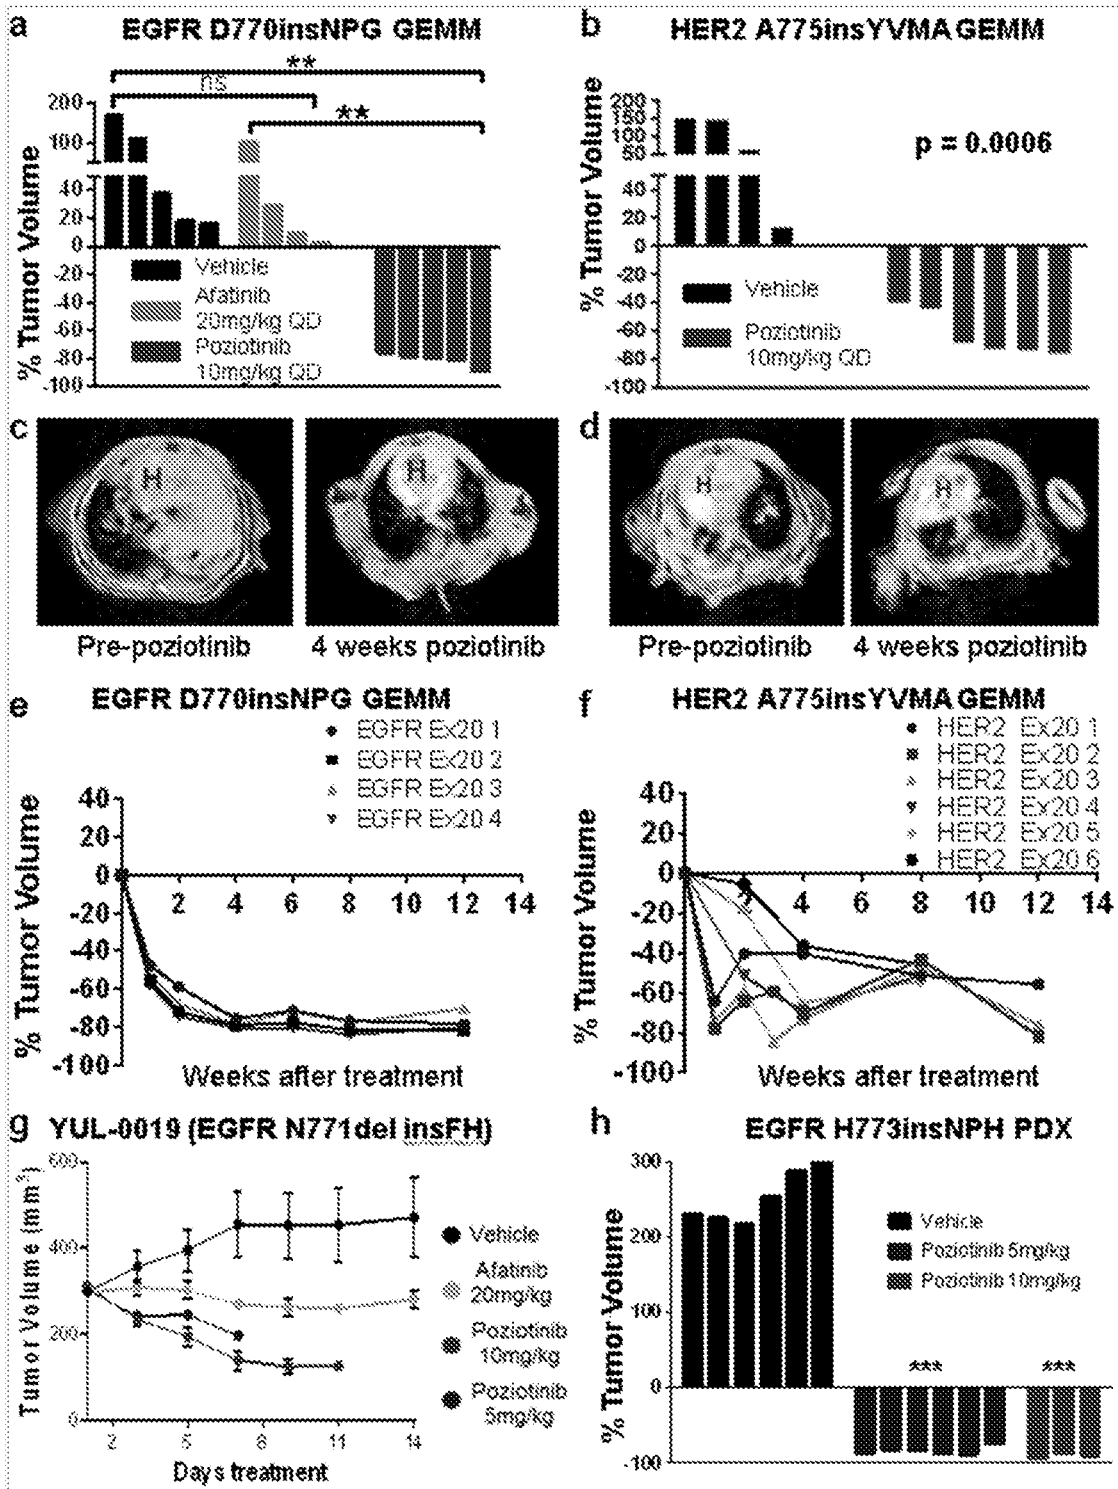 a EGFR D770insNPG GEMM
**
ns
**
% Tumor Volume
200
100
40
20
0
-20
-40
-60
-80
-100
Vehicle
Afatinib
20mg/kg QD
Poziotinib
10mg/kg QD
b HER2 A775insYVMA GEMM
p = 0.0006
% Tumor Volume
200
150
100
50
40
20
0
-20
-40
-60
-80
-100
Vehicle
Poziotinib
10mg/kg QD
c
H
H
Pre-poziotinib
4 weeks poziotinib
d
H
H
Pre-poziotinib
4 weeks poziotinib
e EGFR D770insNPG GEMM
EGFR Ex20 1
EGFR Ex20 2
EGFR Ex20 3
EGFR Ex20 4
% Tumor Volume
40
20
0
-20
-40
-60
-80
-100
2 4 6 8 10 12 14
Weeks after treatment
f HER2 A775insYVMA GEMM
HER2 Ex20 1
HER2 Ex20 2
HER2 Ex20 3
HER2 Ex20 4
HER2 Ex20 5
HER2 Ex20 6
% Tumor Volume
40
20
0
-20
-40
-60
-80
-100
2 4 6 8 10 12 14
Weeks after treatment
g YUL-0019 (EGFR N771del insFH)
Tumor Volume (mm³)
600
400
200
0
2 5 8 11 14
Days treatment
Vehicle
Afatinib
20mg/kg
Poziotinib
10mg/kg
Poziotinib
5mg/kg
h EGFR H773insNPH PDX
% Tumor Volume
300
200
100
0
-100
Vehicle
Poziotinib 5mg/kg
Poziotinib 10mg/kg
***
***